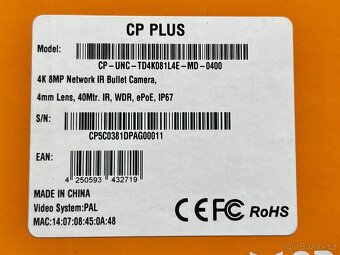 CP PLUS
Model:
CP-UNC-TD4K081L4E-MD-0400
4K 8MP Network IR Bullet Camera,
4mm Lens, 40Mtr. IR, WDR, ePoE, IP67
S/N:
CP5C0381DPAG00011
EAN:
4 250593 432719
MADE IN CHINA
Video System:PAL
MAC:14:07:08:45:0A:48
CE FC RoHS